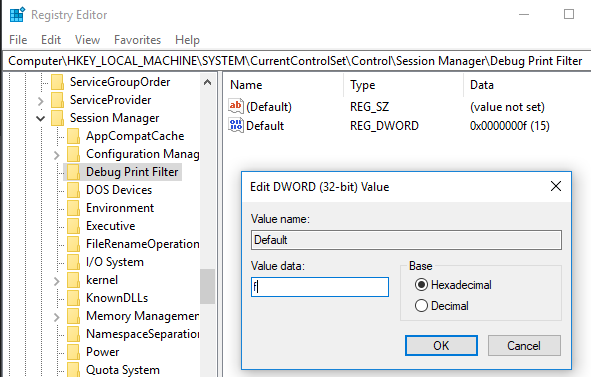 Registry Editor
File Edit View Favorites Help
Computer\HKEY_LOCAL_MACHINE\SYSTEM\CurrentControlSet\Control\Session Manager\Debug Print Filter
ServiceGroupOrder
ServiceProvider
Session Manager
AppCompatCache
Configuration Manag
Debug Print Filter
DOS Devices
Environment
Executive
FileRenameOperation
I/O System
kernel
KnownDLLs
Memory Management
NamespaceSeparation
Power
Quota System
Name Type Data
(Default) REG_SZ (value not set)
Default REG_DWORD 0x0000000f (15)
Edit DWORD (32-bit) Value
Value name:
Default
Value data:
f
Base
Hexadecimal
Decimal
OK Cancel